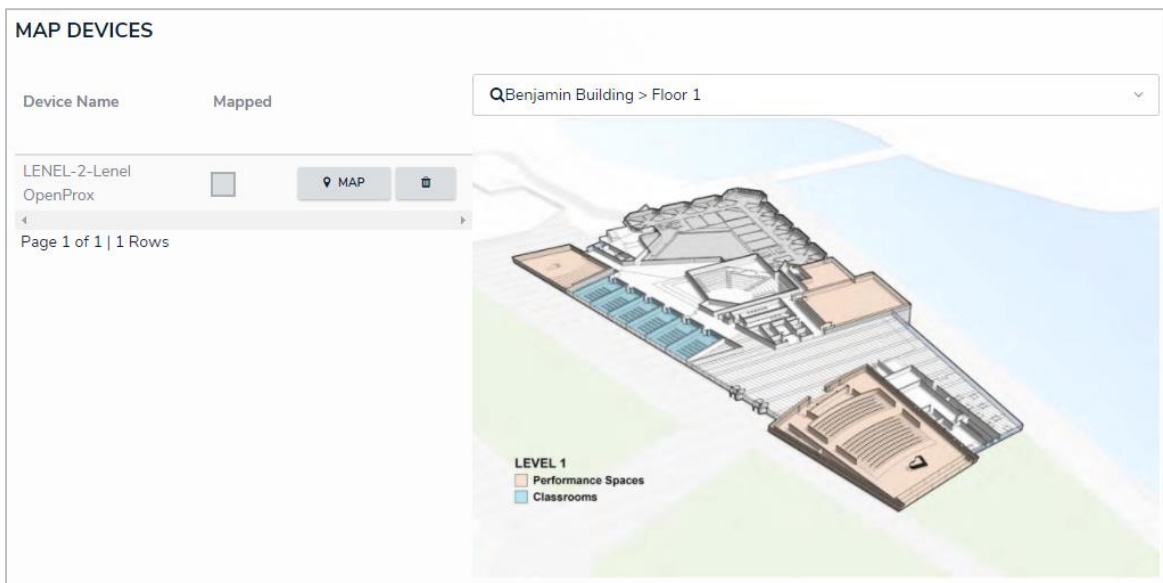 MAP DEVICES
Device Name Mapped
Benjamin Building > Floor 1
LENEL-2-Lenel
OpenProx
MAP
Page 1 of 1 | 1 Rows
LEVEL 1
Performance Spaces
Classrooms